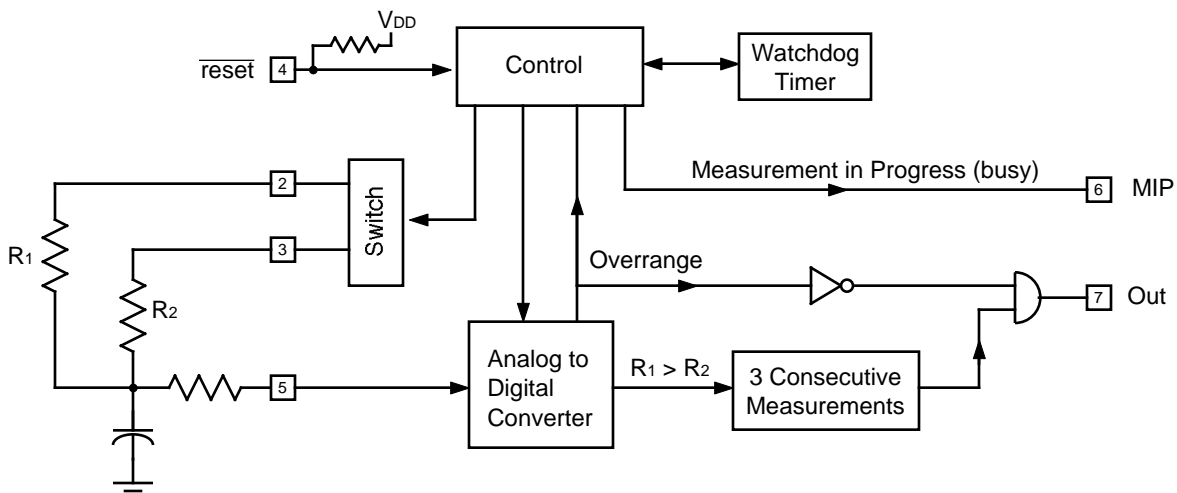 VDD
reset
4
Control
Watchdog
Timer
Measurement in Progress (busy)
6
MIP
2
Switch
3
R1
R2
Overrange
7
Out
5
Analog to
Digital
Converter
R1 > R2
3 Consecutive
Measurements